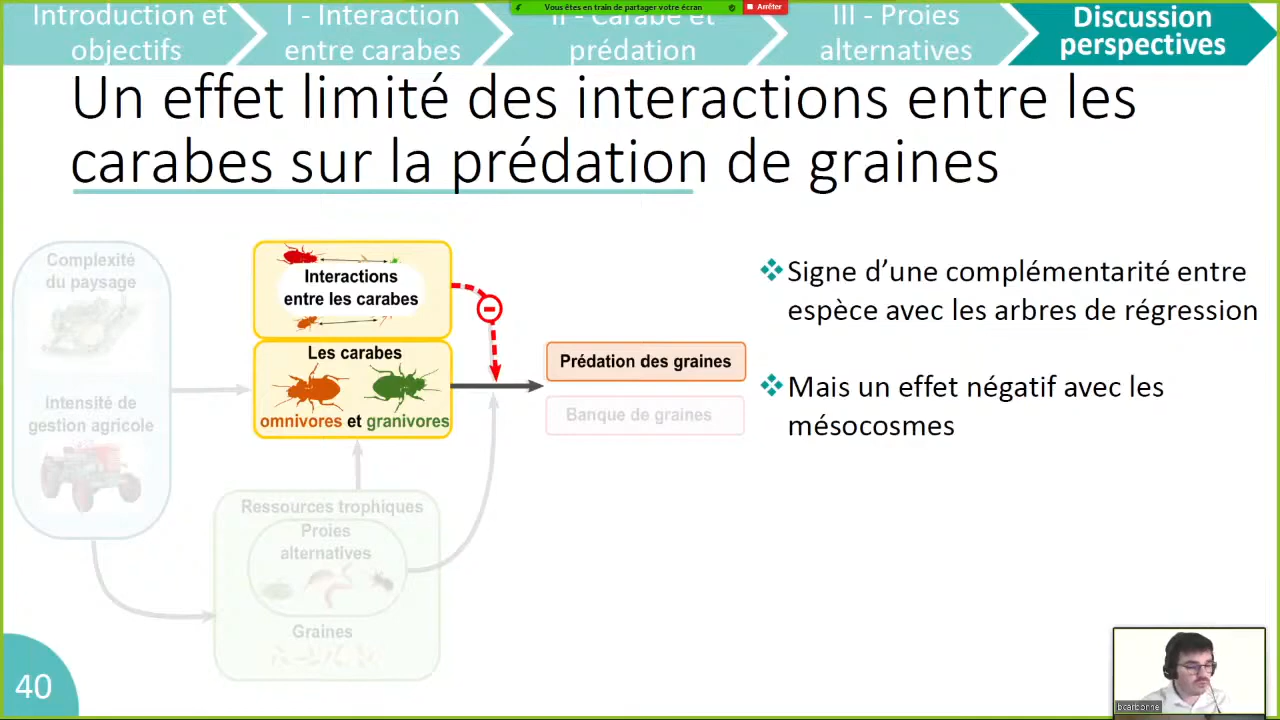 Vous êtes en train de partager votre écran
Arrêter
Introduction et
objectifs
I - Interaction
entre carabes
II - Carabe et
prédation
III - Proies
alternatives
Discussion
perspectives
Un effet limité des interactions entre les
carabes sur la prédation de graines
Complexité
du paysage
Intensité de
gestion agricole
Interactions
entre les carabes
Les carabes
omnivores et granivores
Prédation des graines
Banque de graines
Ressources trophiques
Proies
alternatives
Graines
Signe d’une complémentarité entre
espèce avec les arbres de régression
Mais un effet négatif avec les
mésocosmes
40
bcarbonne